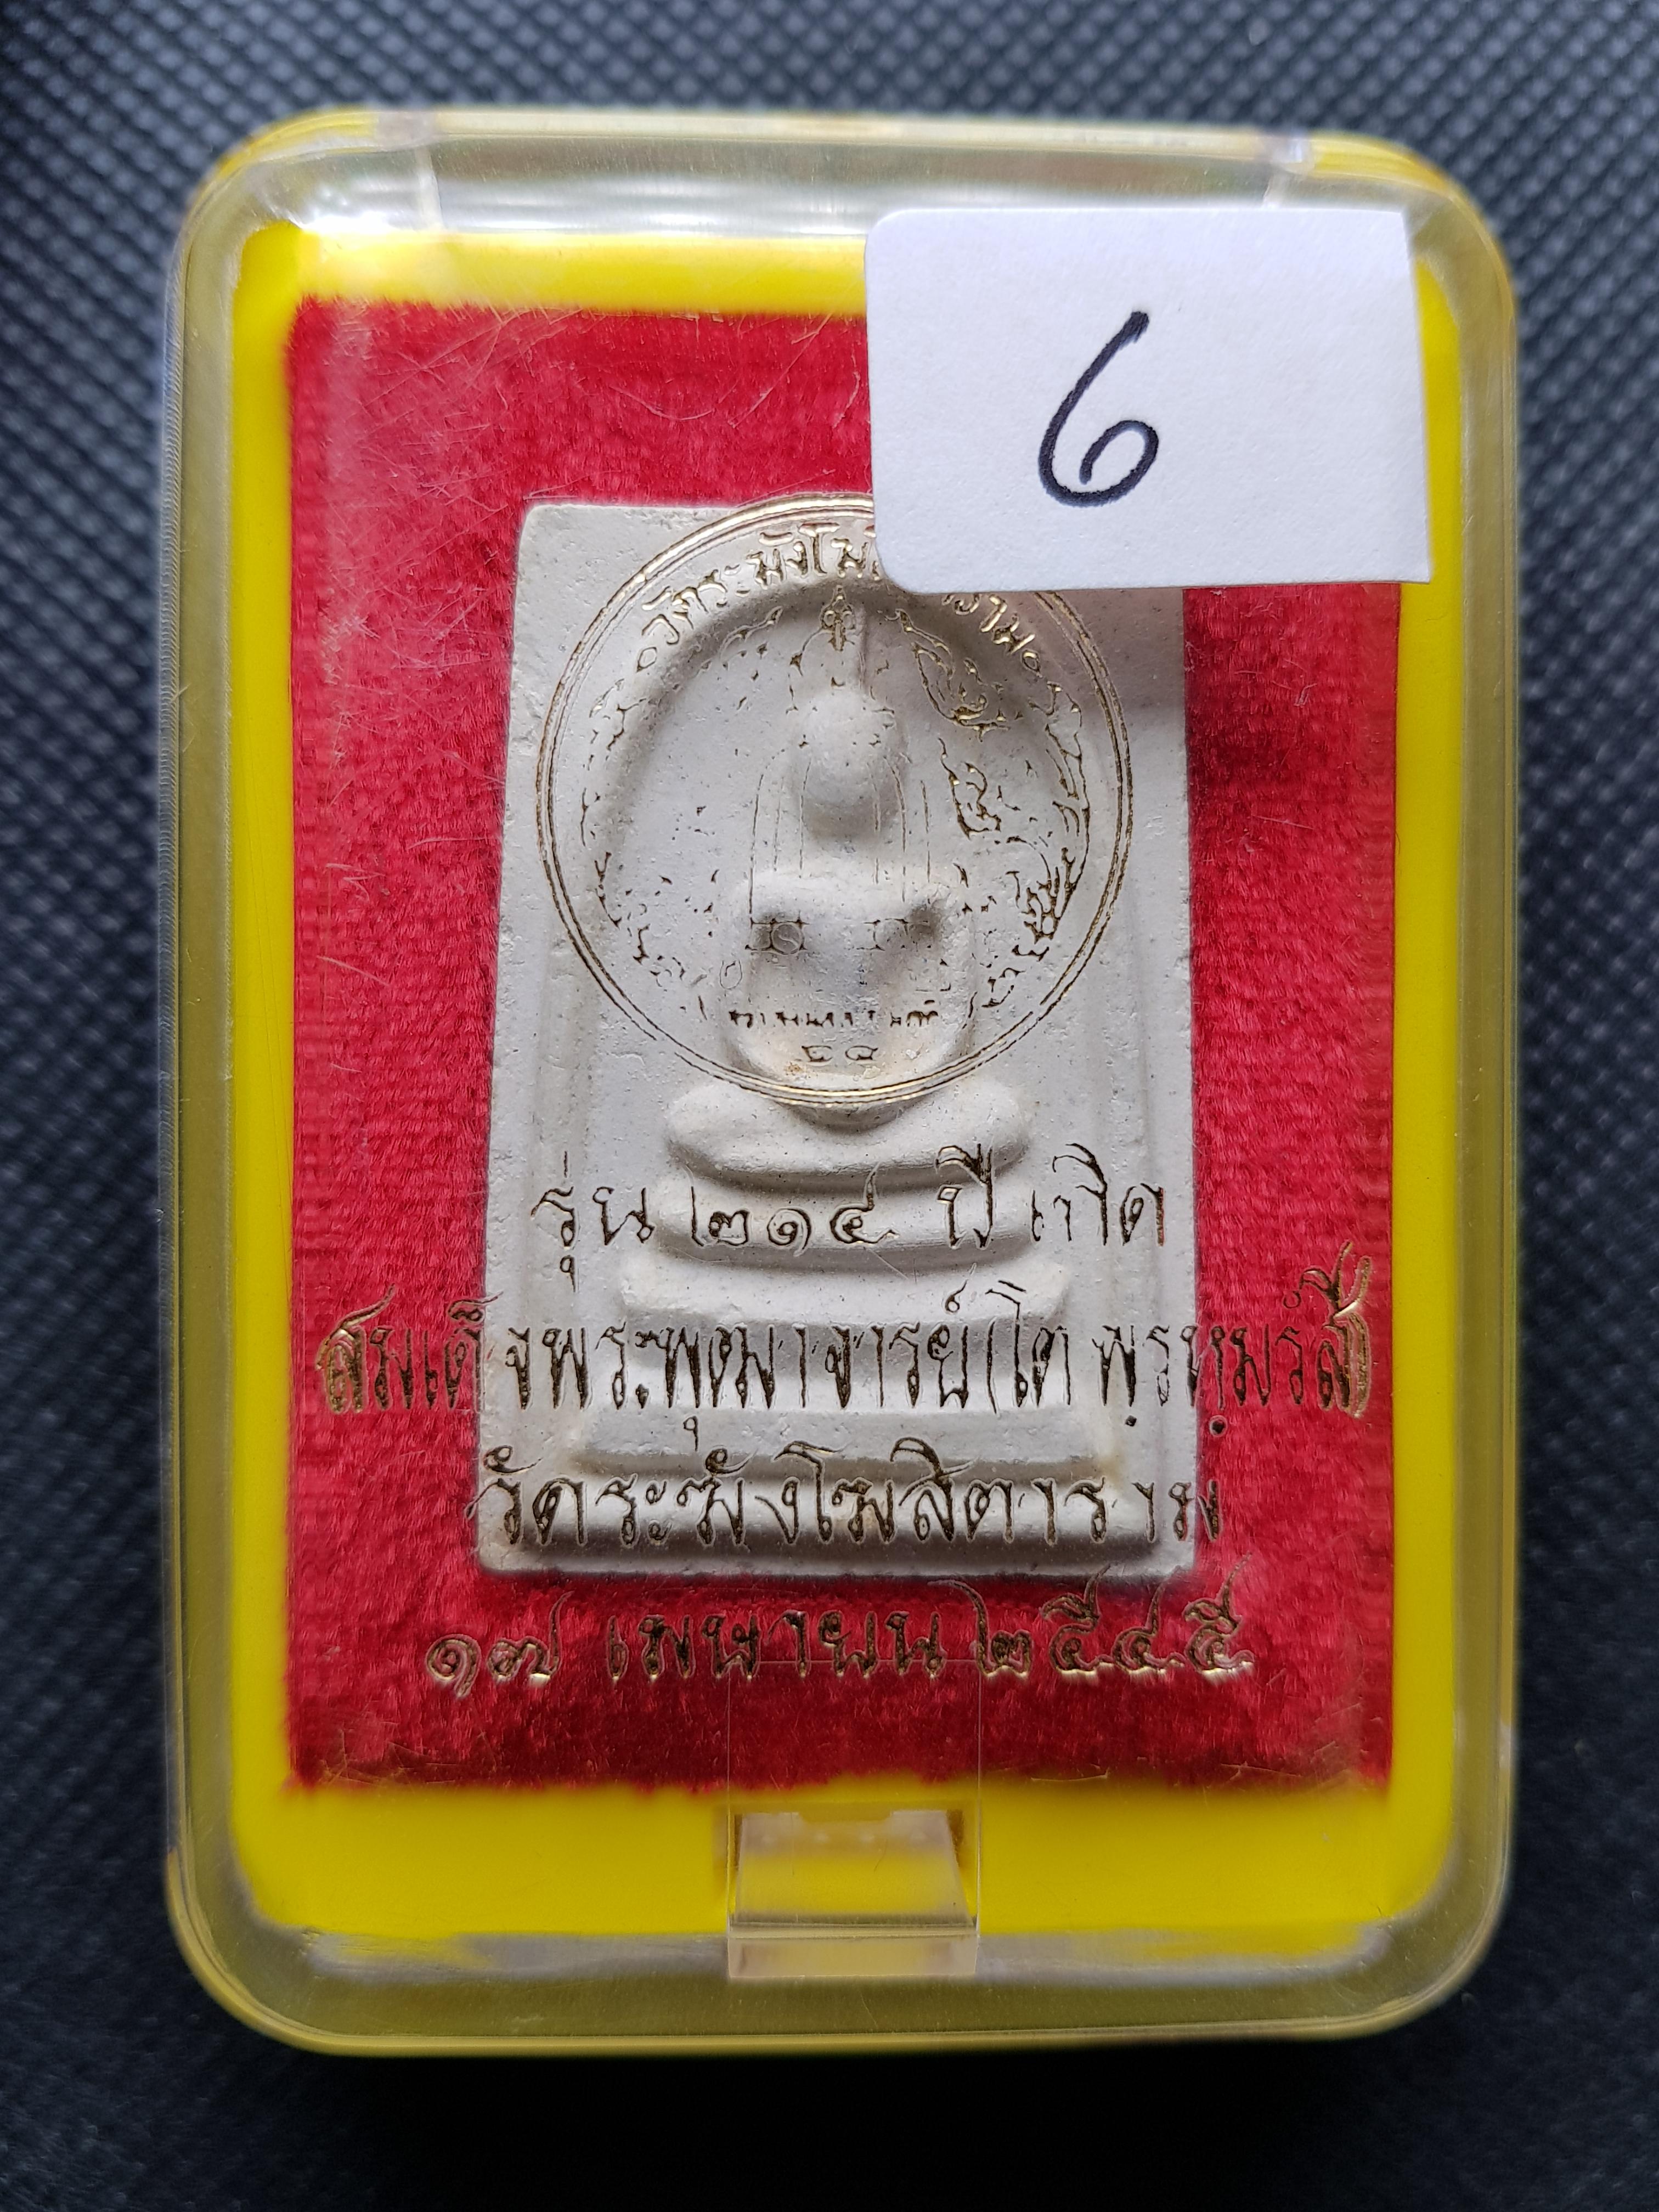 6
รุ่น ๒๑๔ ปี เกิด
สมเด็จพระพุฒาจารย์ (โต พฺรหฺมรํสี)
วัดระฆังโฆสิตาราม
๑๗ เมษายน ๒๕๔๕